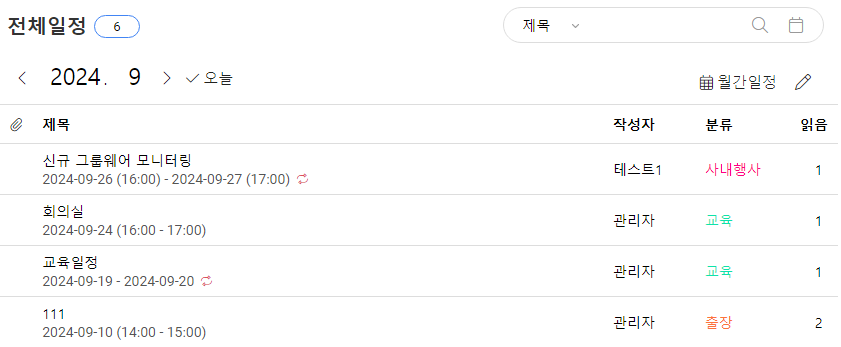 전체일정 6
제목
2024. 9 오늘
월간일정
제목 작성자 분류 읽음
신규 그룹웨어 모니터링
2024-09-26 (16:00) - 2024-09-27 (17:00)
테스트1 사내행사 1
회의실
2024-09-24 (16:00 - 17:00)
관리자 교육 1
교육일정
2024-09-19 - 2024-09-20
관리자 교육 1
111
2024-09-10 (14:00 - 15:00)
관리자 출장 2